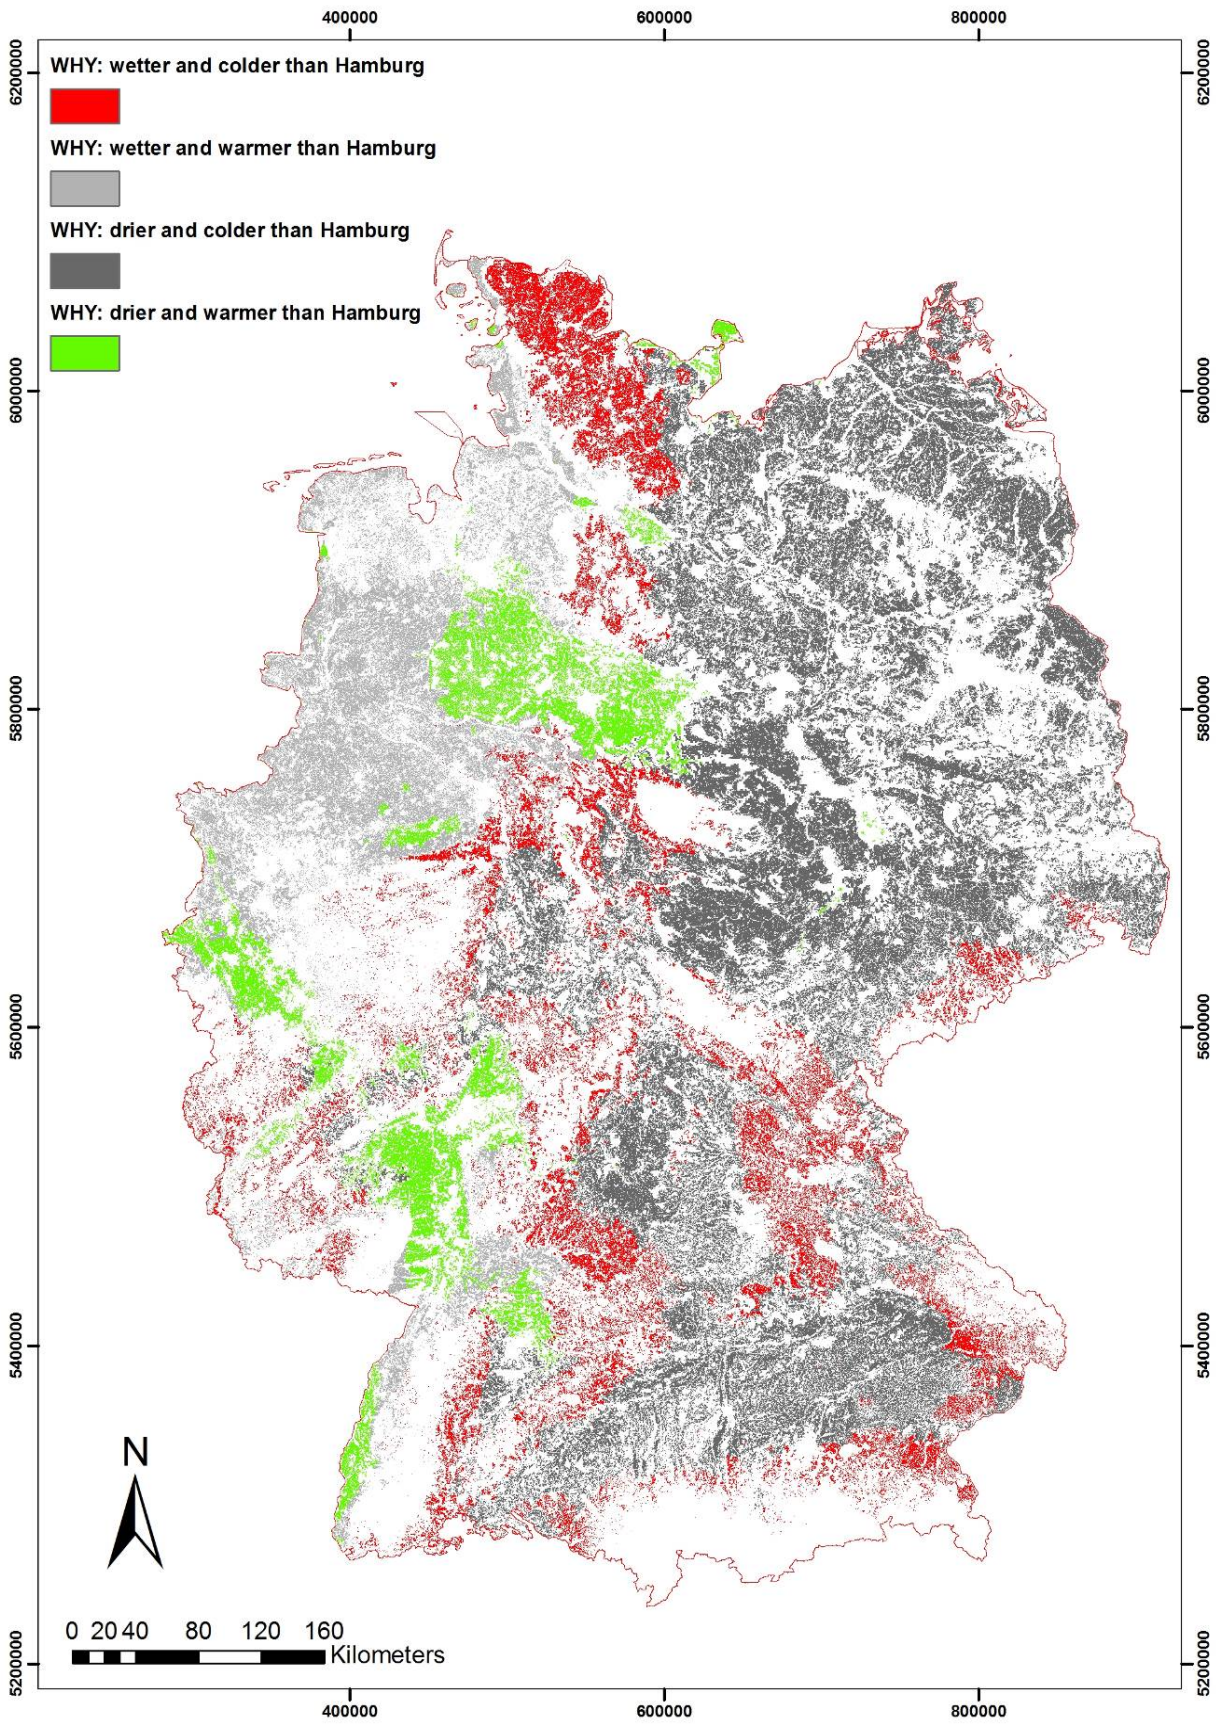 400000 600000 800000
WHY: wetter and colder than Hamburg
WHY: wetter and warmer than Hamburg
WHY: drier and colder than Hamburg
WHY: drier and warmer than Hamburg
6200000 6200000
6000000 6000000
5800000 5800000
5600000 5600000
5400000 5400000
5200000 5200000
N
0 20 40 80 120 160
Kilometers
400000 600000 800000